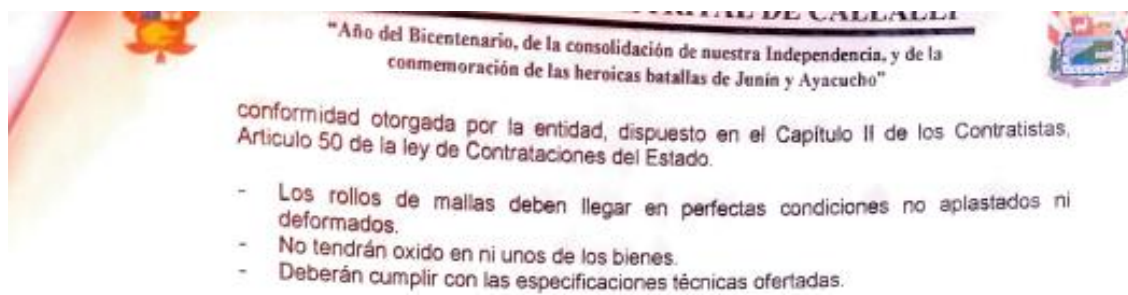 DE CALLALLI
"Año del Bicentenario, de la consolidación de nuestra Independencia, y de la
conmemoración de las heroicas batallas de Junín y Ayacucho"
conformidad otorgada por la entidad, dispuesto en el Capítulo II de los Contratistas,
Articulo 50 de la ley de Contrataciones del Estado.
- Los rollos de mallas deben llegar en perfectas condiciones no aplastados ni
deformados.
- No tendrán oxido en ni unos de los bienes.
- Deberán cumplir con las especificaciones técnicas ofertadas.